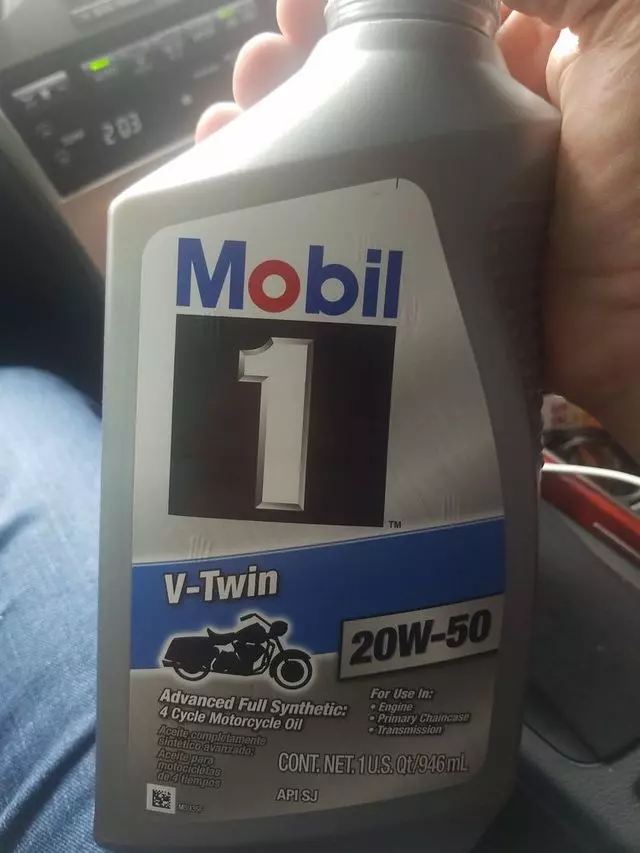 2:03
Mobil
1
TM
V-Twin
20W-50
Advanced Full Synthetic:
4 Cycle Motorcycle Oil
Aceite completamente
sintético avanzado:
Aceite para
motocicletas
de 4 tiempos
For Use In:
• Engine
• Primary Chaincase
• Transmission
CONT. NET. 1 U.S. Qt/946 mL
API SJ